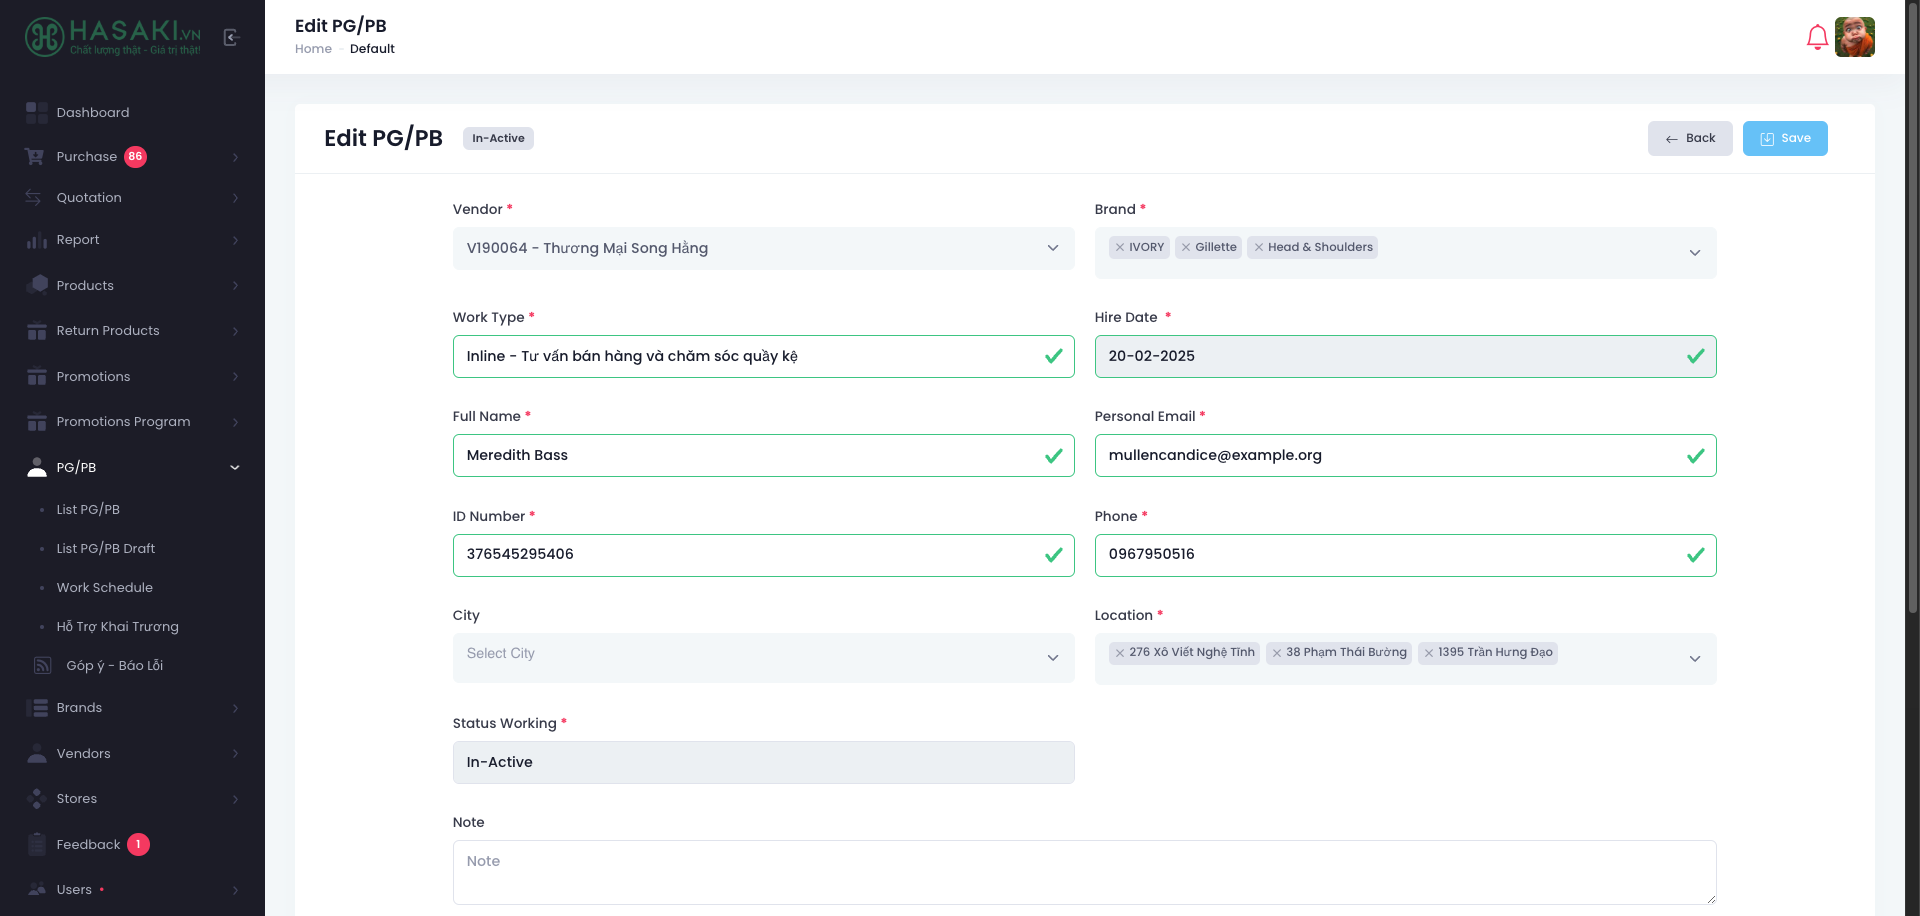 HASAKI.VN
Chất lượng thật - Giá trị thật!
Dashboard
Purchase 86
Quotation
Report
Products
Return Products
Promotions
Promotions Program
PG/PB
List PG/PB
List PG/PB Draft
Work Schedule
Hỗ Trợ Khai Trương
Góp ý - Báo Lỗi
Brands
Vendors
Stores
Feedback 1
Users
Edit PG/PB
Home - Default
Edit PG/PB In-Active
Back Save
Vendor *
V190064 - Thương Mại Song Hằng
Brand *
IVORY Gillette Head & Shoulders
Work Type *
Inline - Tư vấn bán hàng và chăm sóc quầy kệ
Hire Date *
20-02-2025
Full Name *
Meredith Bass
Personal Email *
mullencandice@example.org
ID Number *
376545295406
Phone *
0967950516
City
Select City
Location *
276 Xô Viết Nghệ Tĩnh 38 Phạm Thái Bường 1395 Trần Hưng Đạo
Status Working *
In-Active
Note
Note